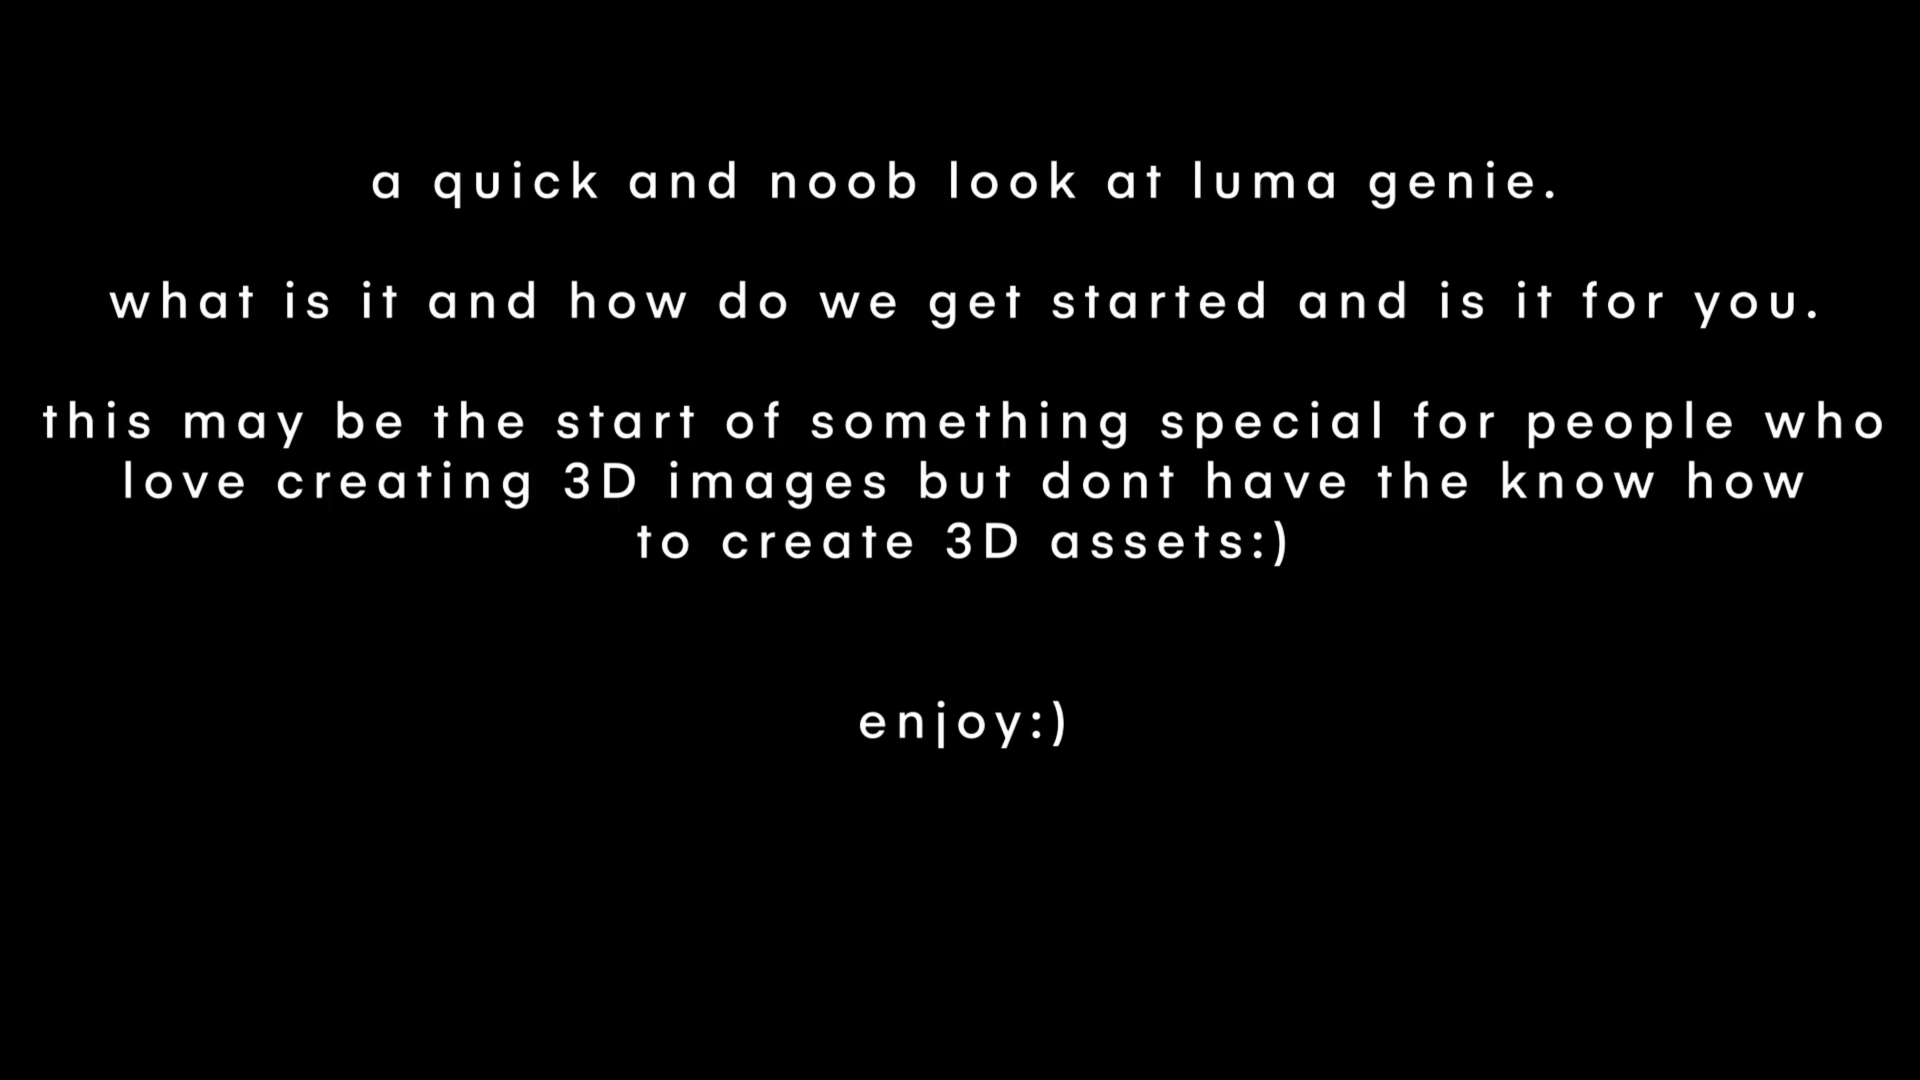 a quick and noob look at luma genie.
what is it and how do we get started and is it for you.
this may be the start of something special for people who
love creating 3D images but dont have the know how
to create 3D assets:)
enjoy:)